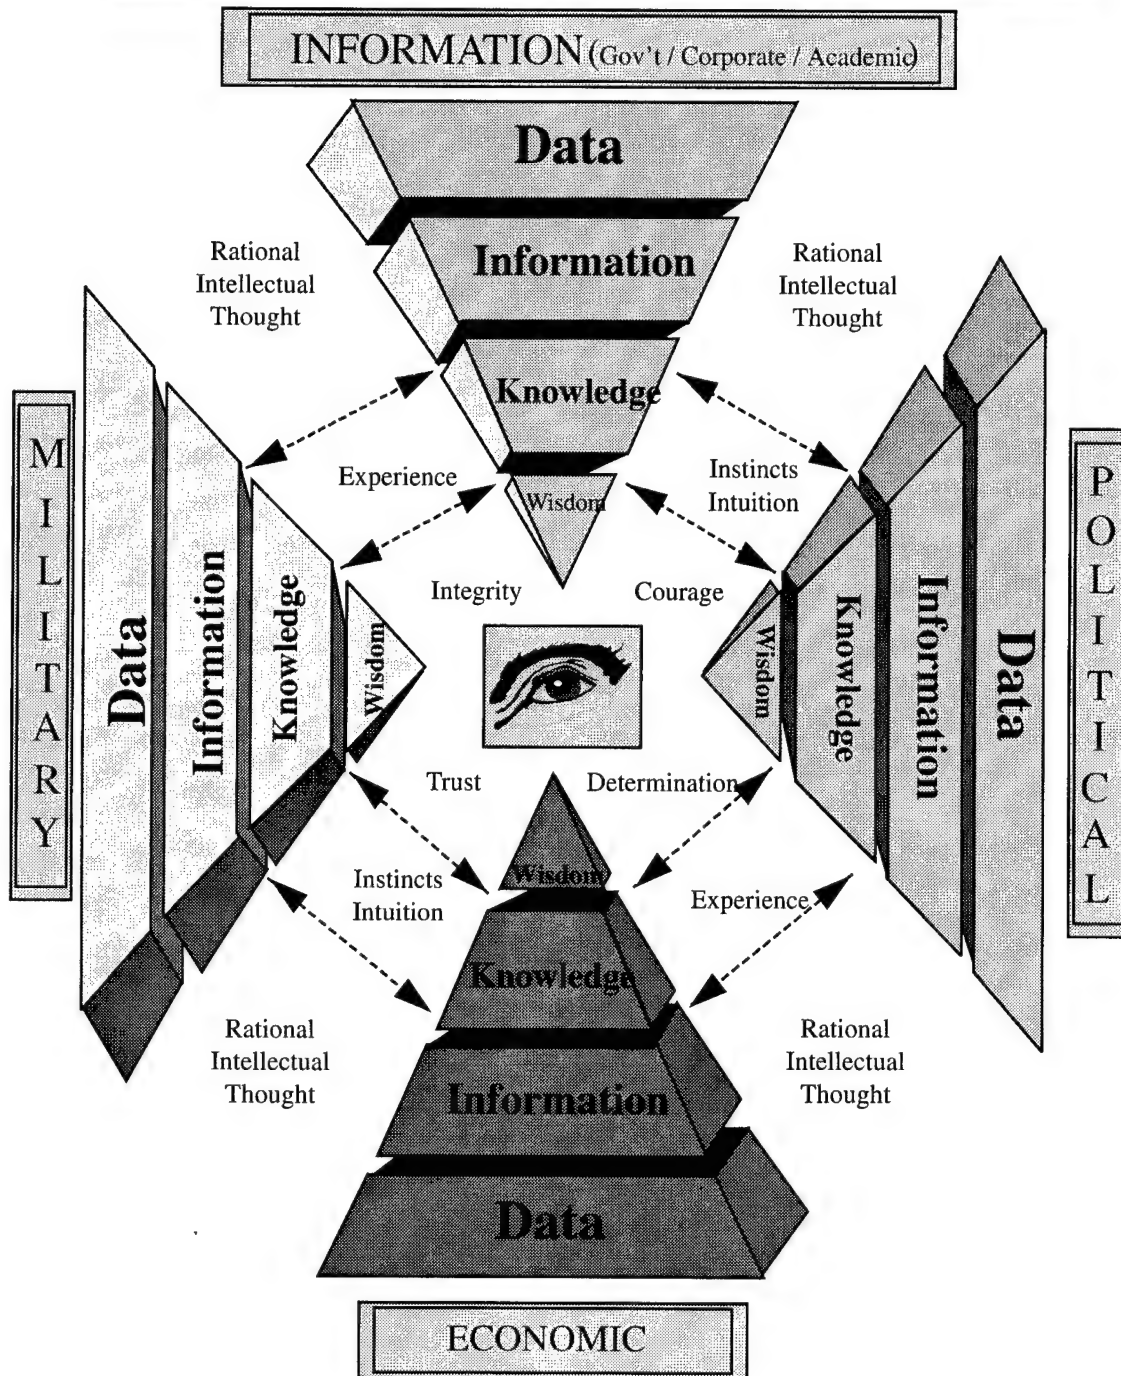 INFORMATION (Gov't / Corporate / Academic)
Data
Information
Knowledge
Wisdom
Rational
Intellectual
Thought
Rational
Intellectual
Thought
Experience
Instincts
Intuition
Integrity
Courage
MILITARY
Data
Information
Knowledge
Wisdom
Wisdom
Knowledge
Information
Data
POLITICAL
Trust
Determination
Instincts
Intuition
Experience
Wisdom
Knowledge
Information
Data
Rational
Intellectual
Thought
Rational
Intellectual
Thought
ECONOMIC